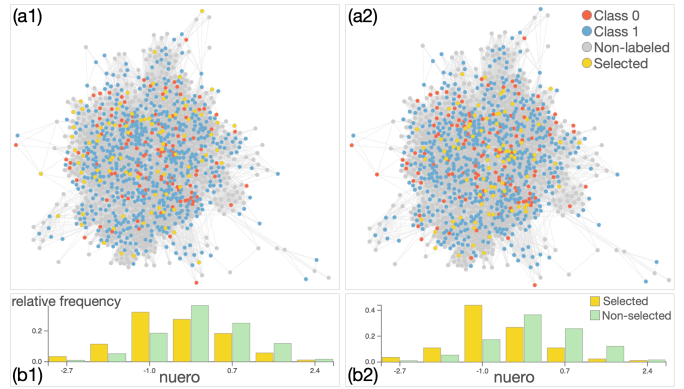 (a1)
(a2)
Class 0
Class 1
Non-labeled
Selected
relative frequency
0.2
0.0
-2.7
-1.0
0.7
2.4
(b1)
nuero
0.4
0.2
0.0
Selected
Non-selected
-2.7
-1.0
0.7
2.4
(b2)
nuero